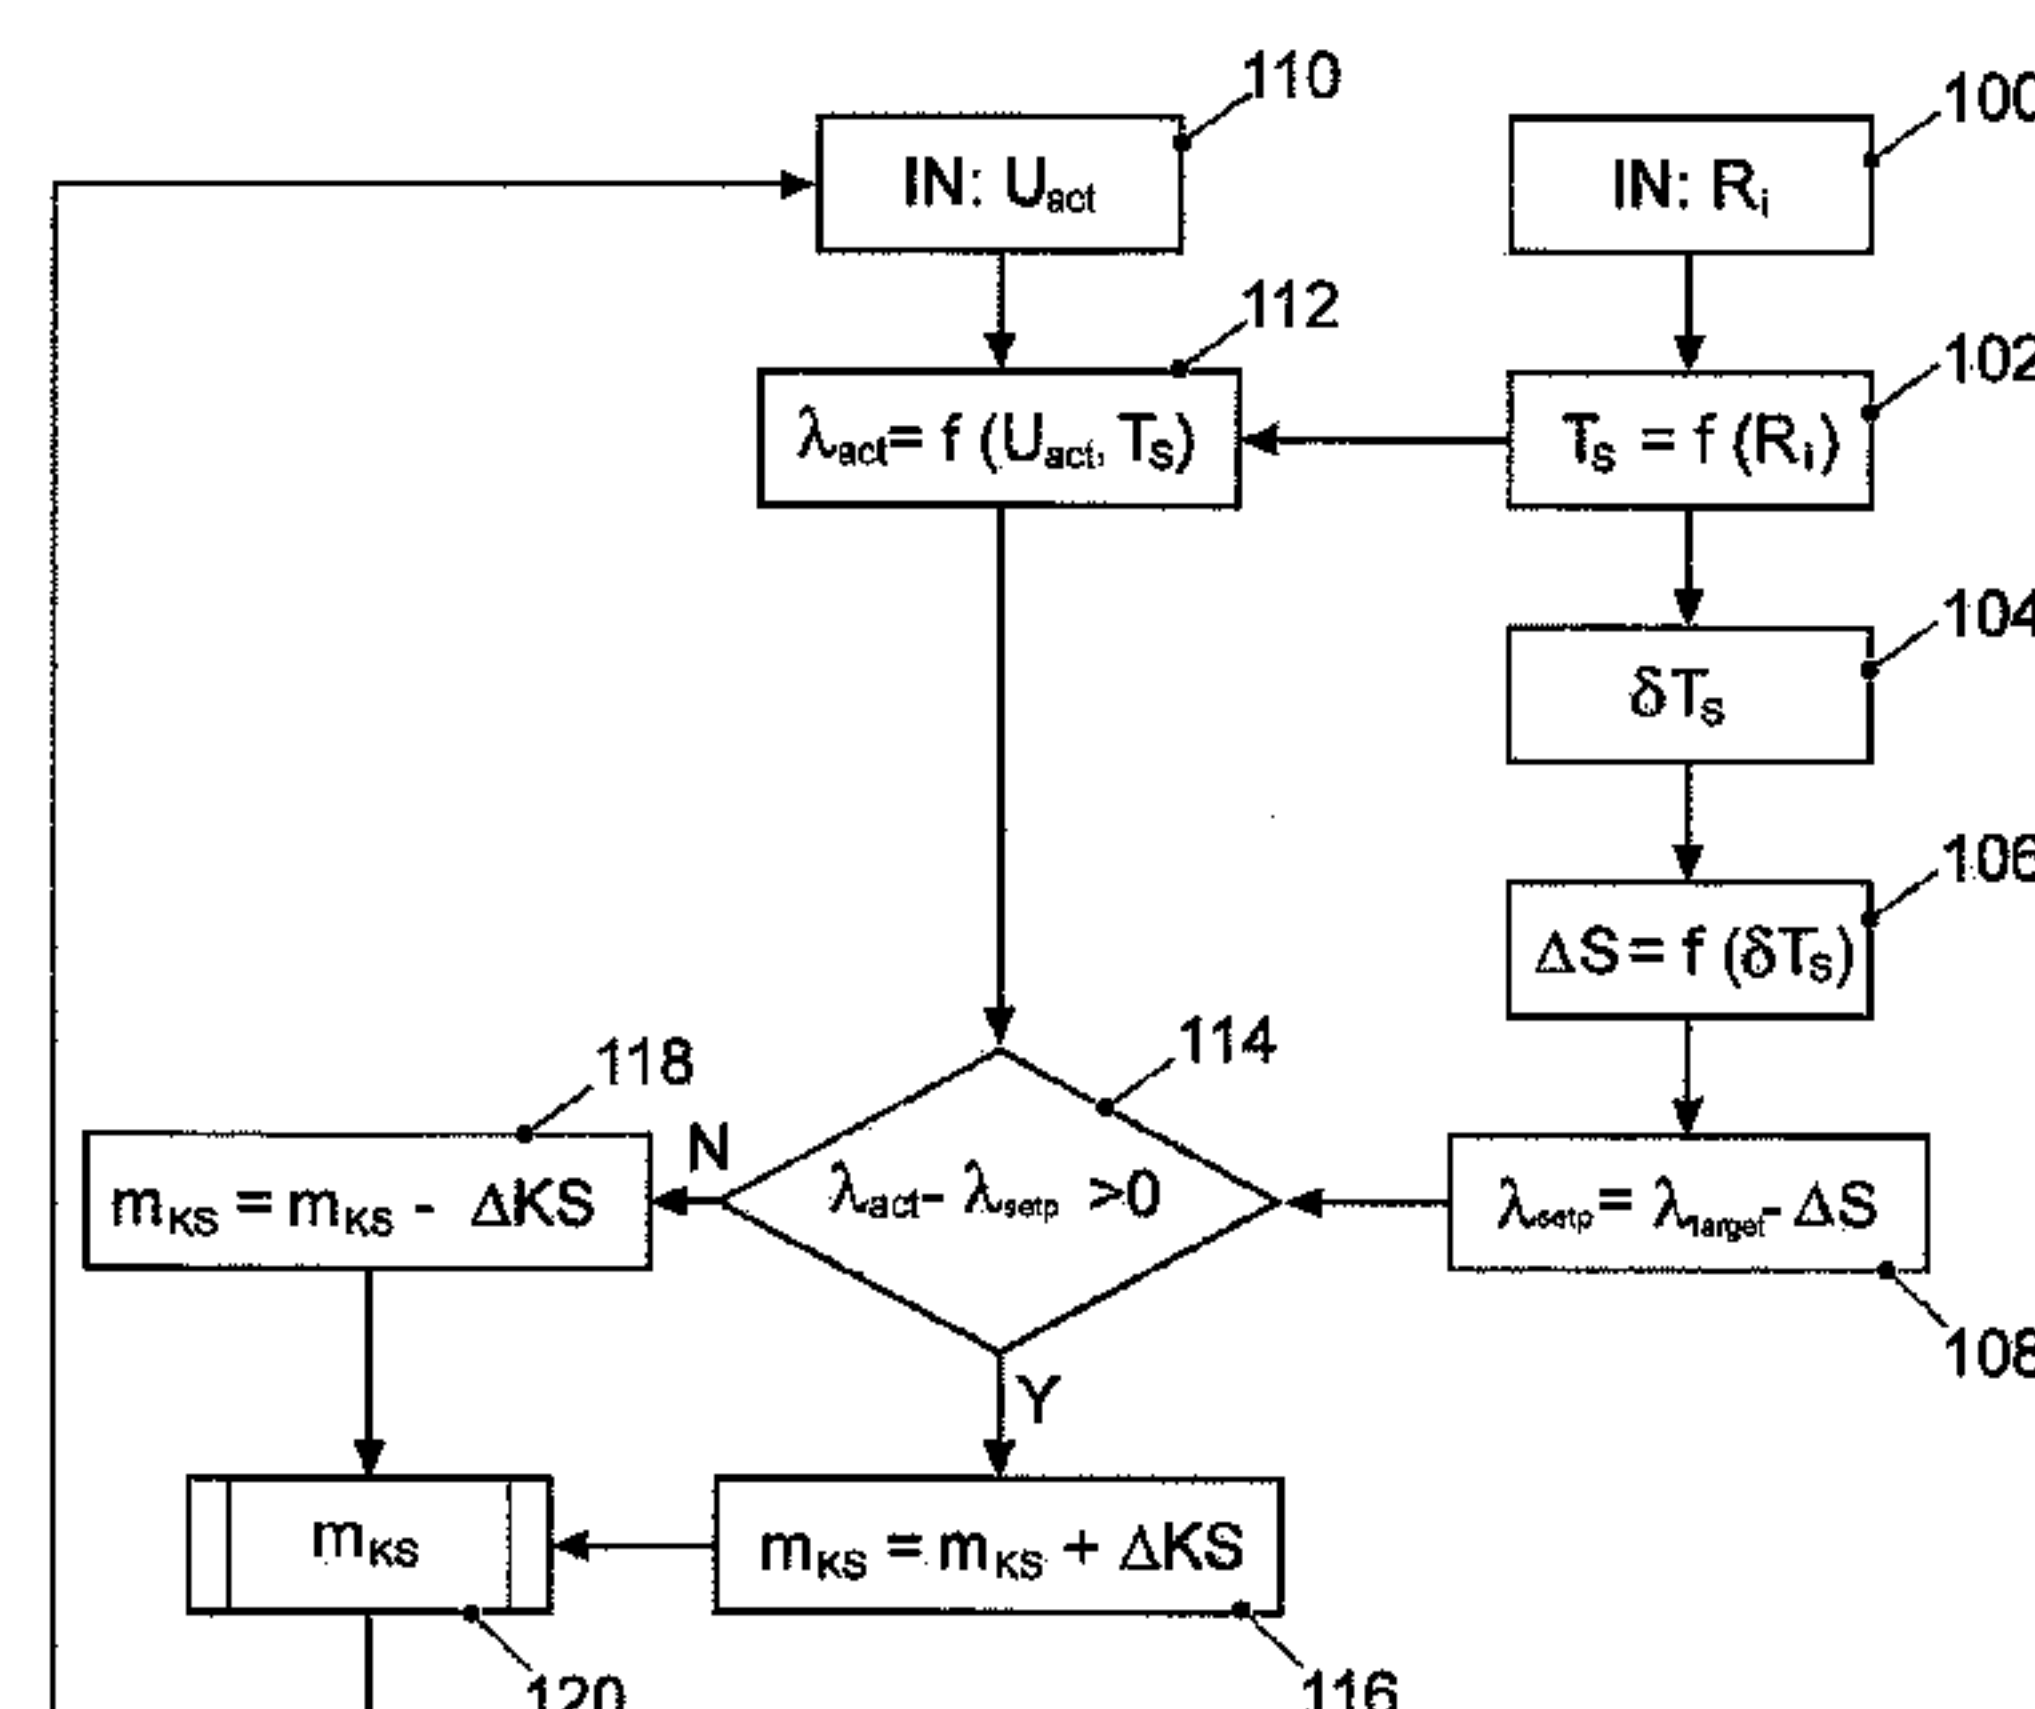 110
100
IN: Uact
IN: Ri
112
102
λact= f (Uact, TS)
TS = f (Ri)
104
δTS
106
ΔS = f (δTS)
114
118
N
mKS = mKS - ΔKS
λact- λsetp >0
λsetp= λTarget- ΔS
108
Y
mKS
mKS = mKS + ΔKS
120
116